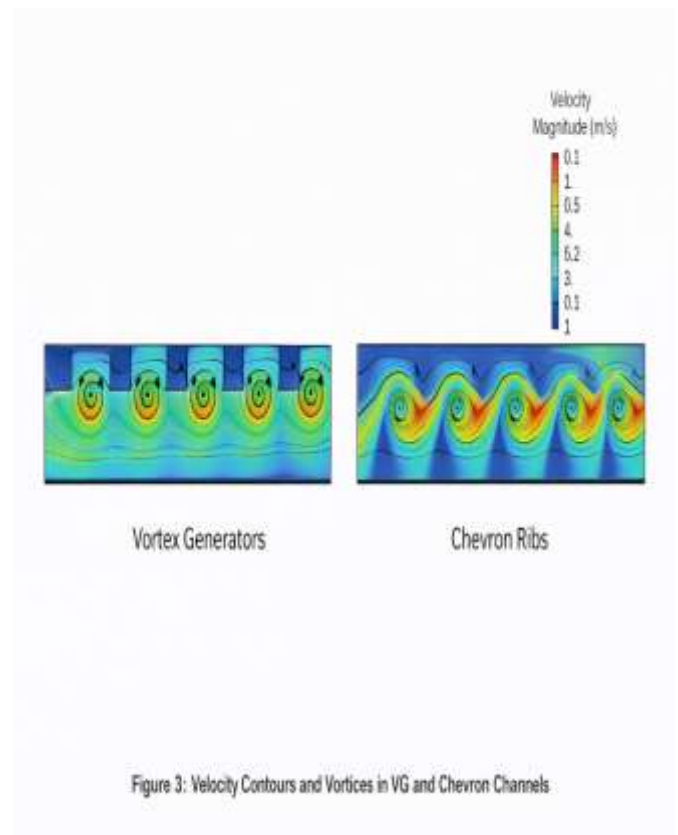 Velocity
Magnitude (m/s)
0.1
1.
0.5
4.
6.2
3.
0.1
1
Vortex Generators
Chevron Ribs
Figure 3: Velocity Contours and Vortices in VG and Chevron Channels